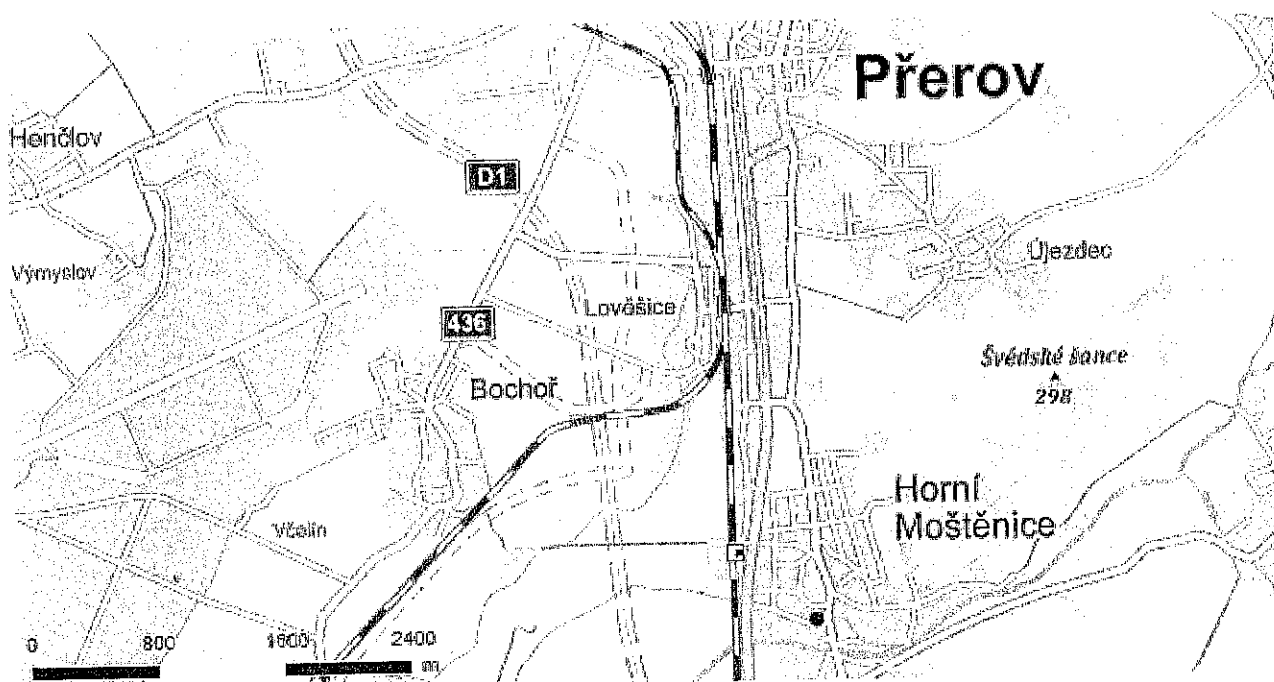 Přerov
Henčlov
D1
Výmyslov
Újezdec
Lověšice
436
Švédské šance
298
Bochoř
Horní
Moštěnice
Včelín
0 800 1600 2400
m